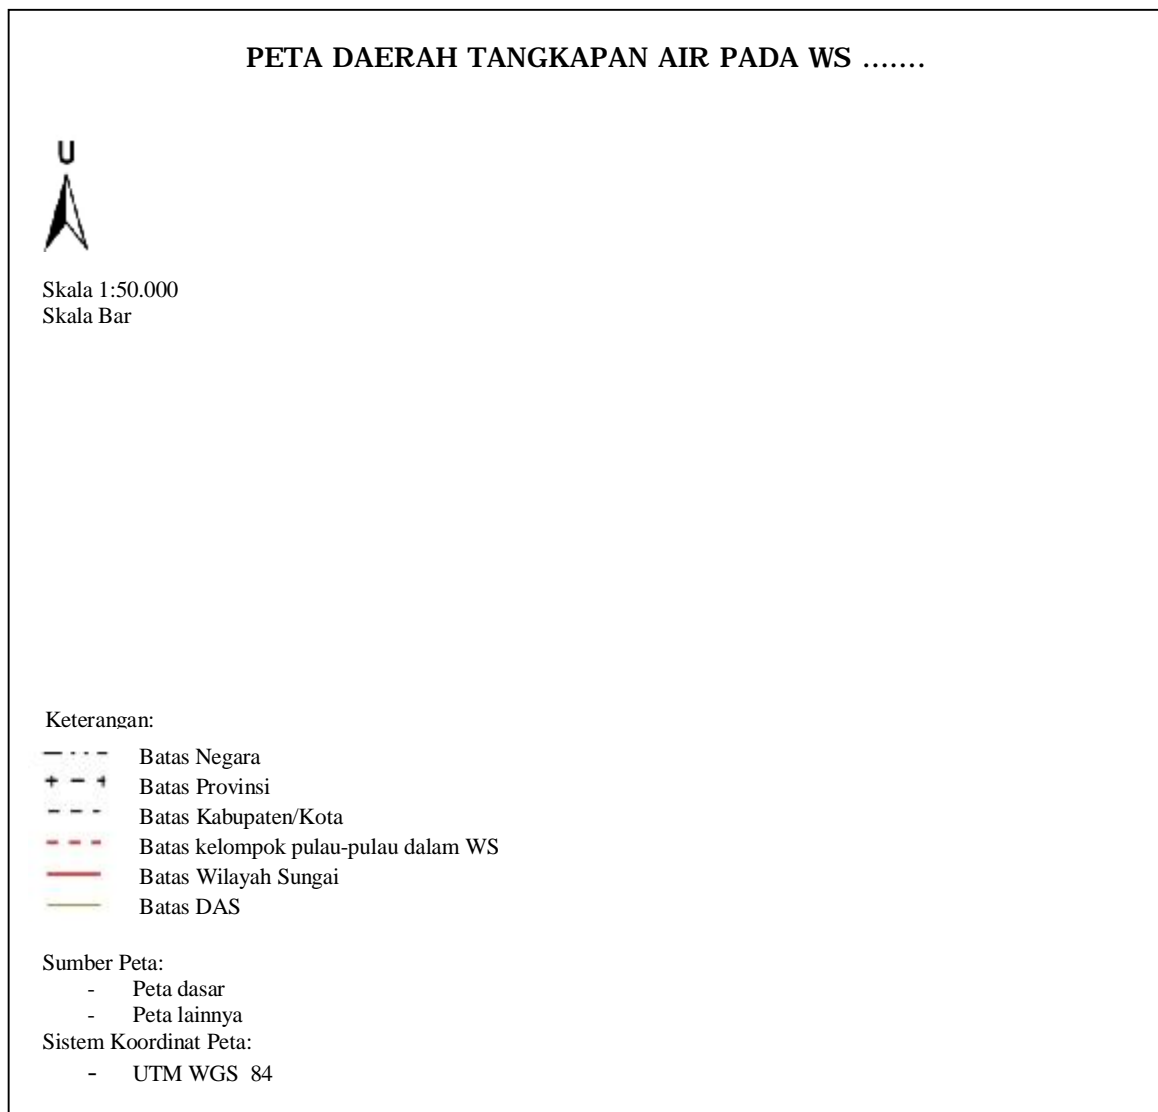 PETA DAERAH TANGKAPAN AIR PADA WS .......
U
Skala 1:50.000
Skala Bar
Keterangan:
Batas Negara
Batas Provinsi
Batas Kabupaten/Kota
Batas kelompok pulau-pulau dalam WS
Batas Wilayah Sungai
Batas DAS
Sumber Peta:
- Peta dasar
- Peta lainnya
Sistem Koordinat Peta:
- UTM WGS 84